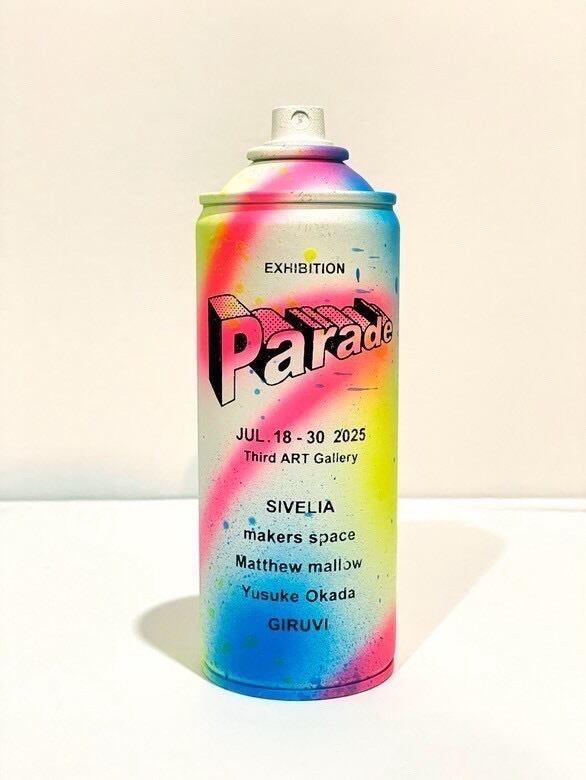 EXHIBITION
Parade
JUL. 18 - 30 2025
Third ART Gallery
SIVELIA
makers space
Matthew mallow
Yusuke Okada
GIRUVI